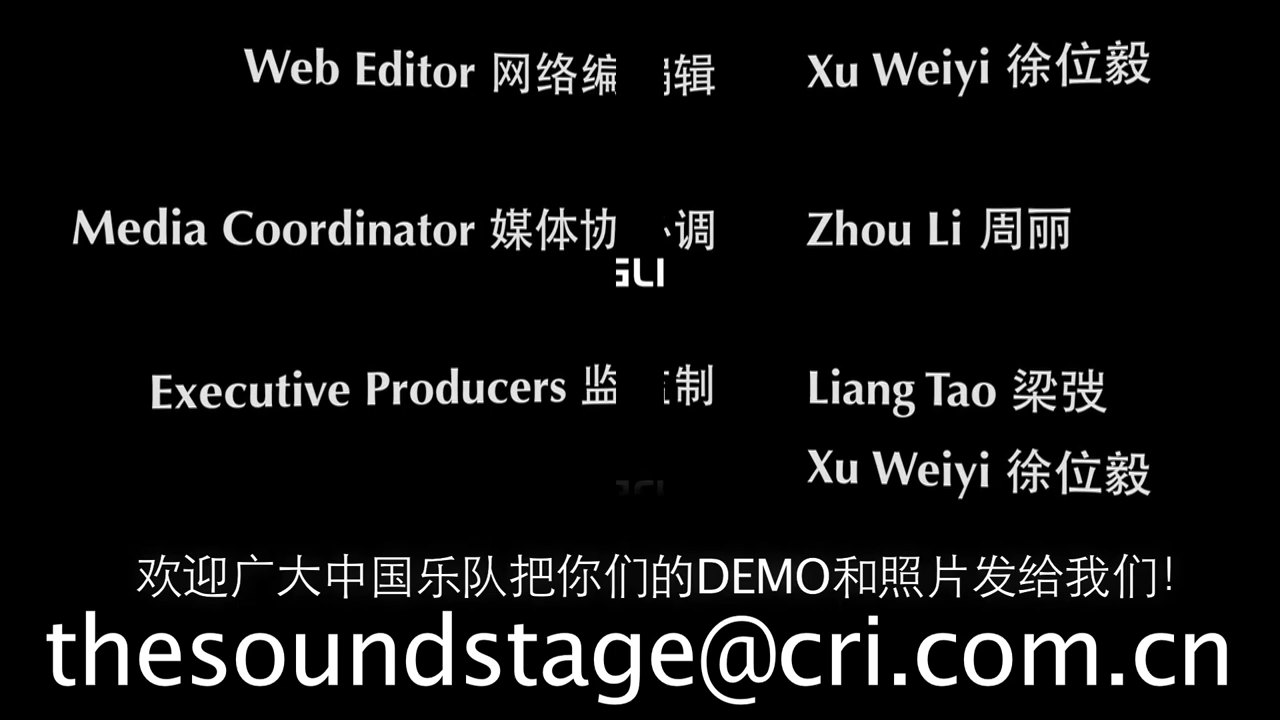 Web Editor 网络编辑 Xu Weiyi 徐位毅
Media Coordinator 媒体协调 Zhou Li 周丽
Executive Producers 监制 Liang Tao 梁弢
Xu Weiyi 徐位毅
欢迎广大中国乐队把你们的DEMO和照片发给我们!
thesoundstage@cri.com.cn